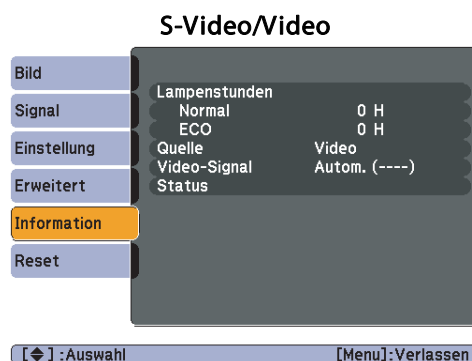 S-Video/Video
Bild
Signal
Einstellung
Erweitert
Information
Reset
Lampenstunden
Normal 0 H
ECO 0 H
Quelle Video
Video-Signal Autom. (----)
Status
[◆] :Auswahl [Menu]:Verlassen